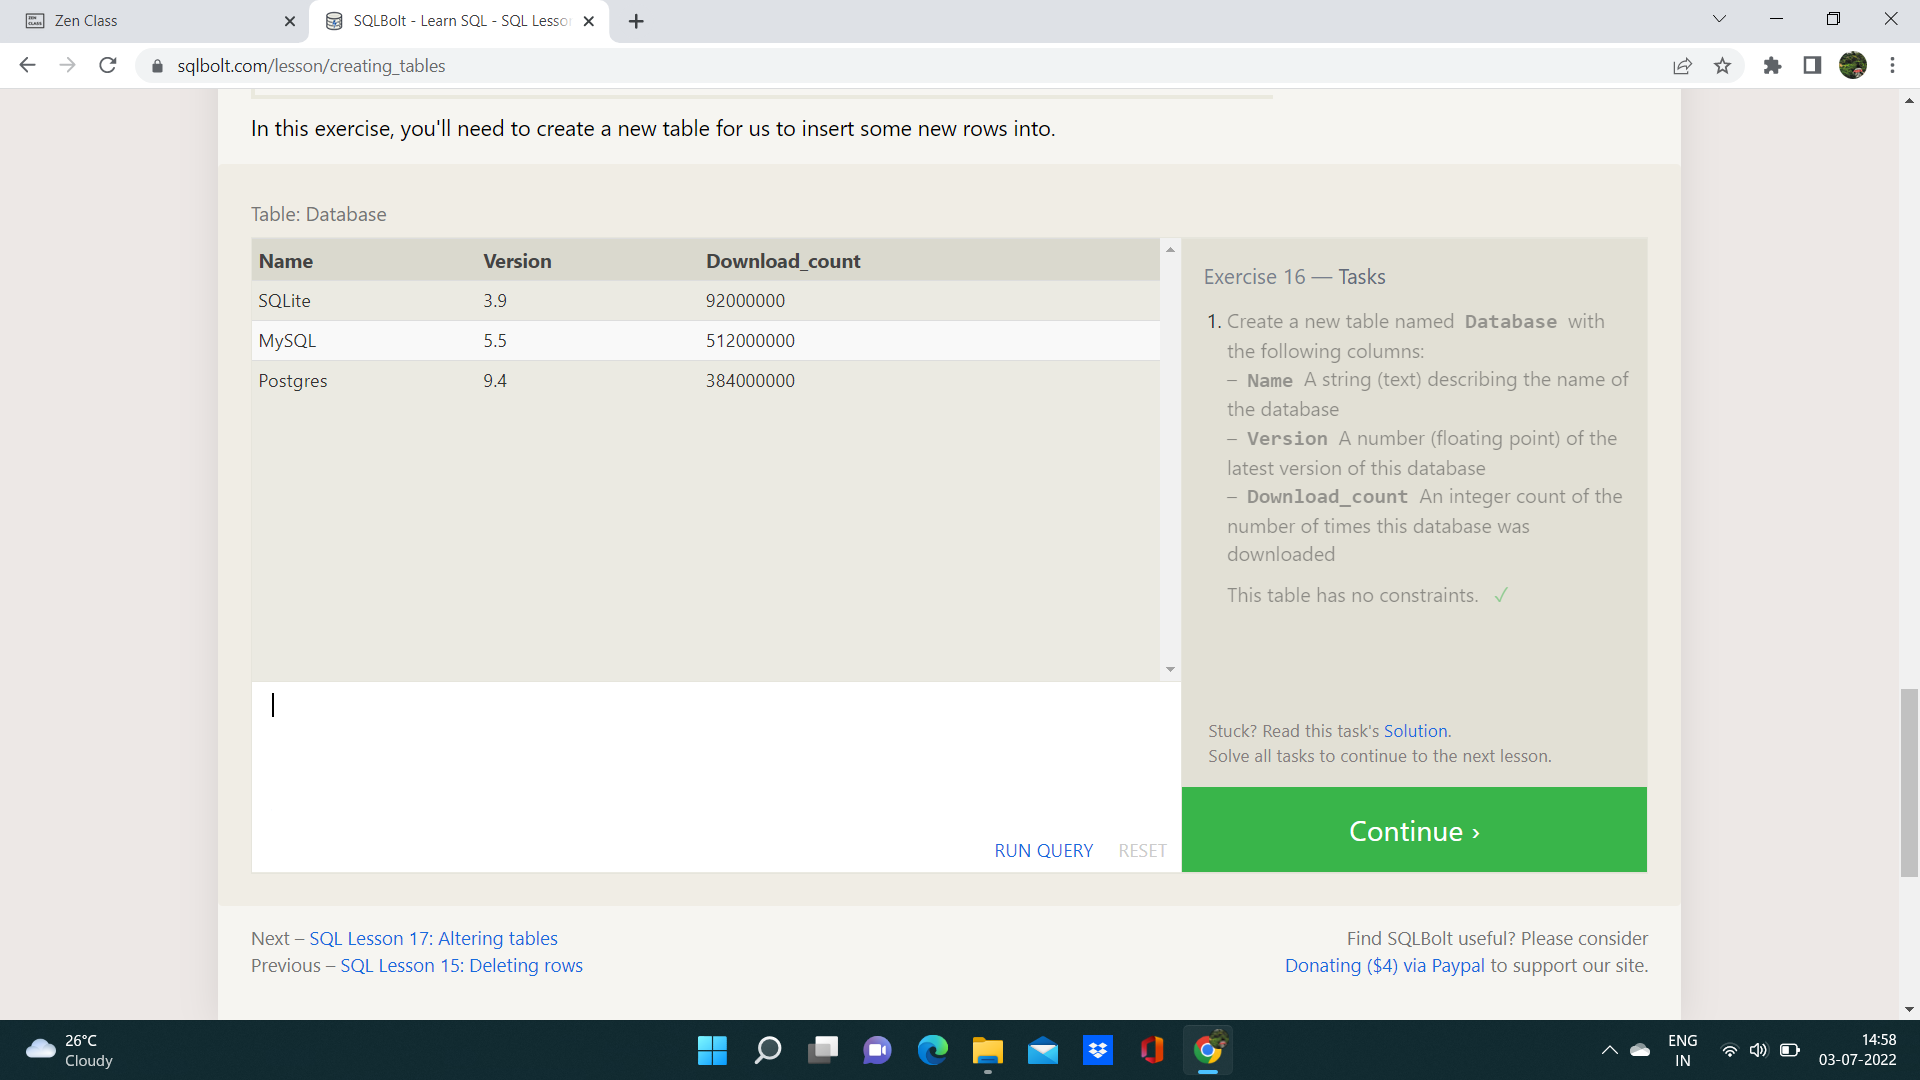 Zen Class
SQLBolt - Learn SQL - SQL Lesso
sqlbolt.com/lesson/creating_tables
In this exercise, you'll need to create a new table for us to insert some new rows into.
Table: Database
Name Version Download_count
SQLite 3.9 92000000
MySQL 5.5 512000000
Postgres 9.4 384000000
Exercise 16 — Tasks
1. Create a new table named Database with
the following columns:
– Name A string (text) describing the name of
the database
– Version A number (floating point) of the
latest version of this database
– Download_count An integer count of the
number of times this database was
downloaded
This table has no constraints. ✓
Stuck? Read this task's Solution.
Solve all tasks to continue to the next lesson.
RUN QUERY RESET
Continue ›
Next – SQL Lesson 17: Altering tables
Previous – SQL Lesson 15: Deleting rows
Find SQLBolt useful? Please consider
Donating ($4) via Paypal to support our site.
26°C
Cloudy
ENG
IN
14:58
03-07-2022